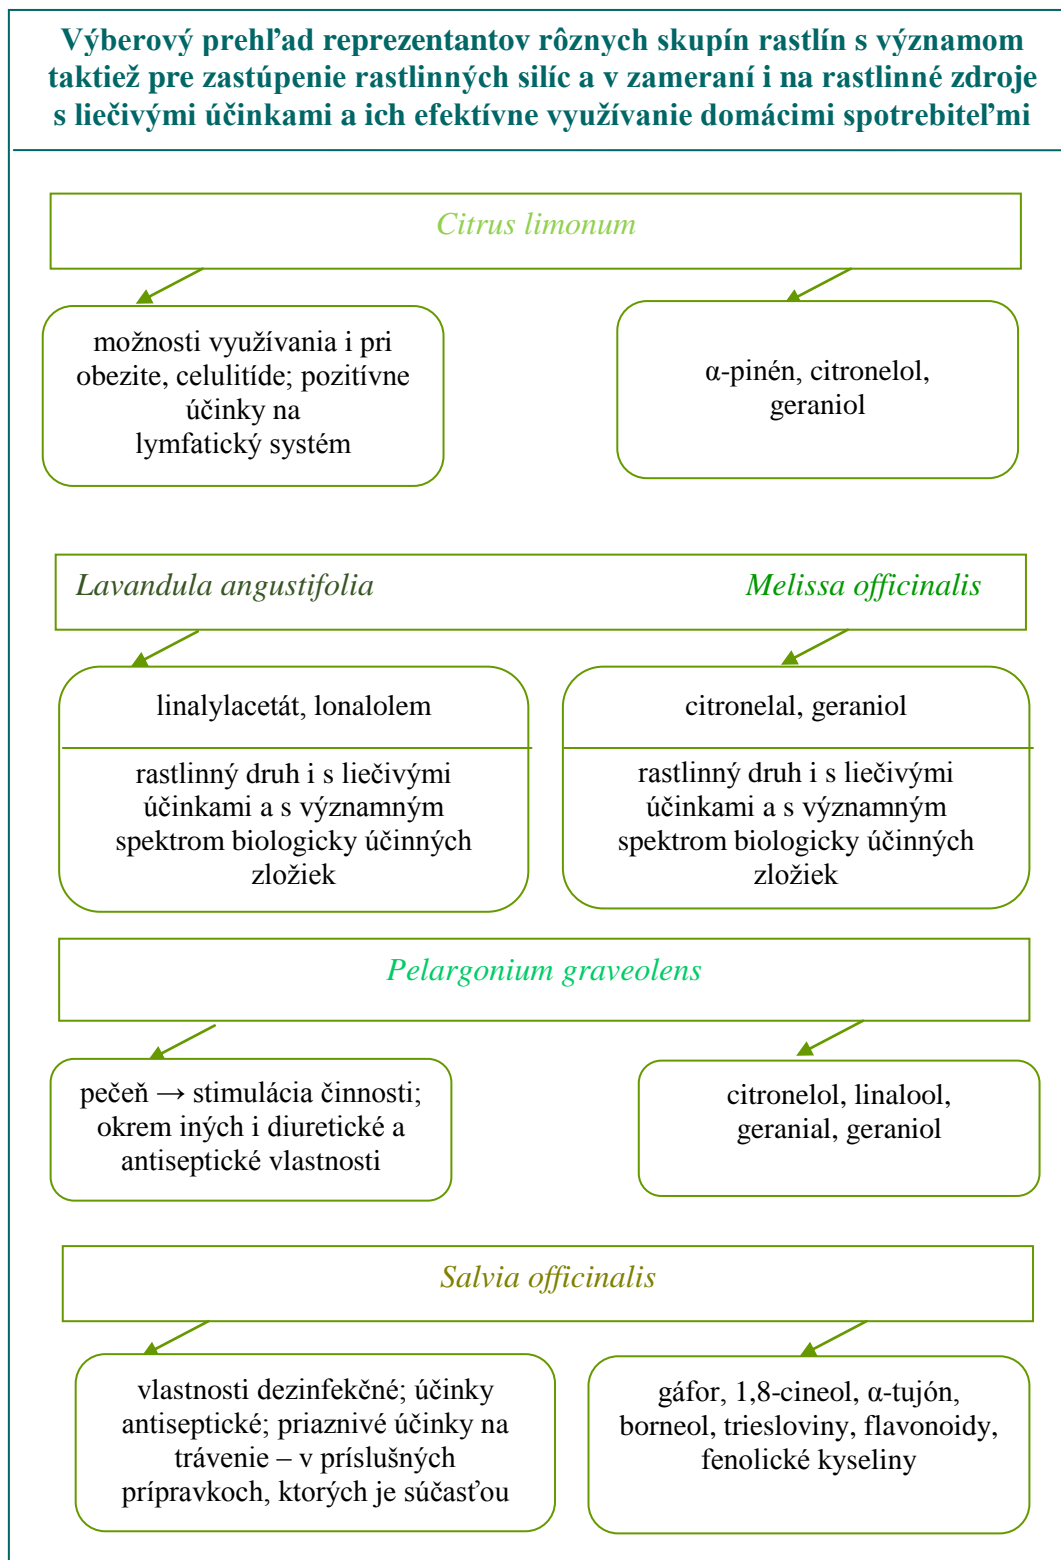 Výberový prehľad reprezentantov rôznych skupín rastlín s významom
taktiež pre zastúpenie rastlinných silíc a v zameraní i na rastlinné zdroje
s liečivými účinkami a ich efektívne využívanie domácimi spotrebiteľmi
Citrus limonum
možnosti využívania i pri
obezite, celulitíde; pozitívne
účinky na
lymfatický systém
α-pinén, citronelol,
geraniol
Lavandula angustifolia
Melissa officinalis
linalylacetát, lonalolem
rastlinný druh i s liečivými
účinkami a s významným
spektrom biologicky účinných
zložiek
citronelal, geraniol
rastlinný druh i s liečivými
účinkami a s významným
spektrom biologicky účinných
zložiek
Pelargonium graveolens
pečeň → stimulácia činnosti;
okrem iných i diuretické a
antiseptické vlastnosti
citronelol, linalool,
geranial, geraniol
Salvia officinalis
vlastnosti dezinfekčné; účinky
antiseptické; priaznivé účinky na
trávenie – v príslušných
prípravkoch, ktorých je súčasťou
gáfor, 1,8-cineol, α-tujón,
borneol, triesloviny, flavonoidy,
fenolické kyseliny